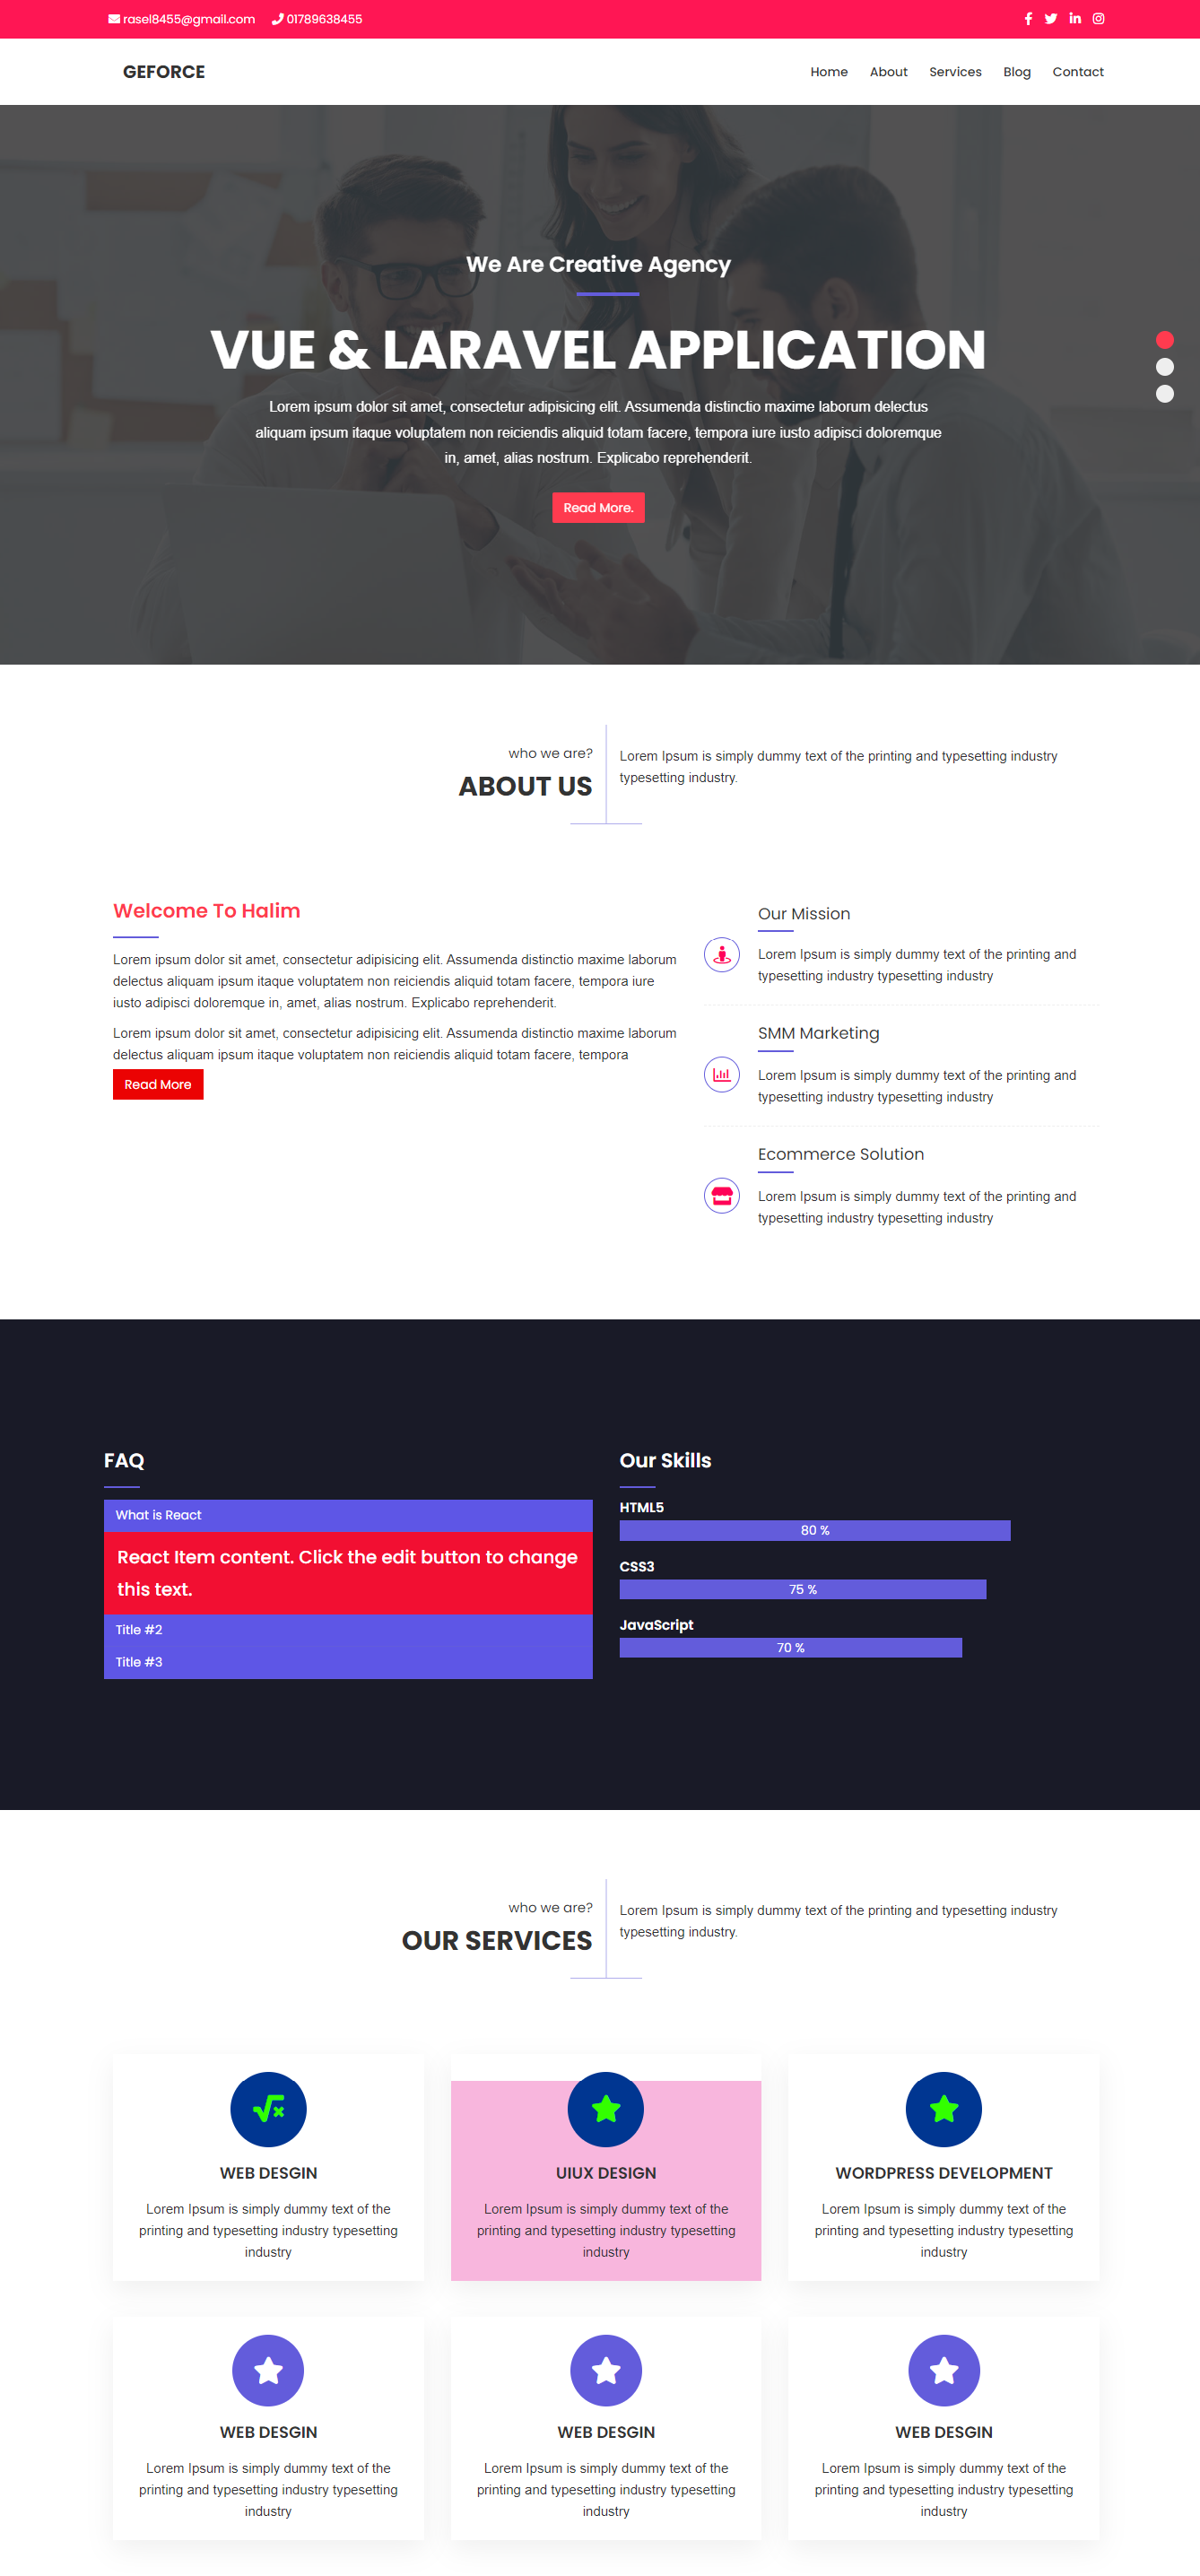 rasel8455@gmail.com 01789638455
GEFORCE
Home About Services Blog Contact
We Are Creative Agency
VUE & LARAVEL APPLICATION
Lorem ipsum dolor sit amet, consectetur adipisicing elit. Assumenda distinctio maxime laborum delectus
aliquam ipsum itaque voluptatem non reiciendis aliquid totam facere, tempora iure iusto adipisci doloremque
in, amet, alias nostrum. Explicabo reprehenderit.
Read More.
who we are?
ABOUT US
Lorem Ipsum is simply dummy text of the printing and typesetting industry
typesetting industry.
Welcome To Halim
Lorem ipsum dolor sit amet, consectetur adipisicing elit. Assumenda distinctio maxime laborum
delectus aliquam ipsum itaque voluptatem non reiciendis aliquid totam facere, tempora iure
iusto adipisci doloremque in, amet, alias nostrum. Explicabo reprehenderit.
Lorem ipsum dolor sit amet, consectetur adipisicing elit. Assumenda distinctio maxime laborum
delectus aliquam ipsum itaque voluptatem non reiciendis aliquid totam facere, tempora
Read More
Our Mission
Lorem Ipsum is simply dummy text of the printing and
typesetting industry typesetting industry
SMM Marketing
Lorem Ipsum is simply dummy text of the printing and
typesetting industry typesetting industry
Ecommerce Solution
Lorem Ipsum is simply dummy text of the printing and
typesetting industry typesetting industry
FAQ
What is React
React Item content. Click the edit button to change
this text.
Title #2
Title #3
Our Skills
HTML5
80 %
CSS3
75 %
JavaScript
70 %
who we are?
OUR SERVICES
Lorem Ipsum is simply dummy text of the printing and typesetting industry
typesetting industry.
WEB DESGIN
Lorem Ipsum is simply dummy text of the
printing and typesetting industry typesetting
industry
UIUX DESIGN
Lorem Ipsum is simply dummy text of the
printing and typesetting industry typesetting
industry
WORDPRESS DEVELOPMENT
Lorem Ipsum is simply dummy text of the
printing and typesetting industry typesetting
industry
WEB DESGIN
Lorem Ipsum is simply dummy text of the
printing and typesetting industry typesetting
industry
WEB DESGIN
Lorem Ipsum is simply dummy text of the
printing and typesetting industry typesetting
industry
WEB DESGIN
Lorem Ipsum is simply dummy text of the
printing and typesetting industry typesetting
industry